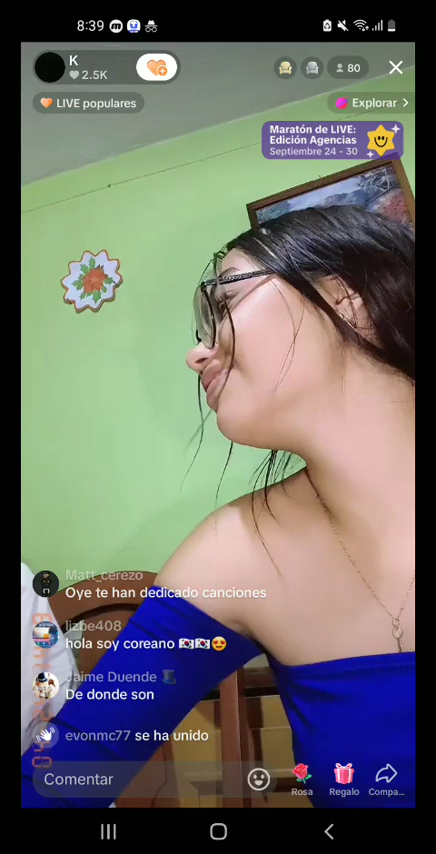 8:39
K
2.5K
80
LIVE populares
Explorar
Maratón de LIVE:
Edición Agencias
Septiembre 24 - 30
Matt_cerezo
Oye te han dedicado canciones
lizbe408
hola soy coreano 🇰🇷🇰🇷😍
Jaime Duende 🎩
De donde son
evonmc77 se ha unido
Comentar
Rosa
Regalo
Compa...